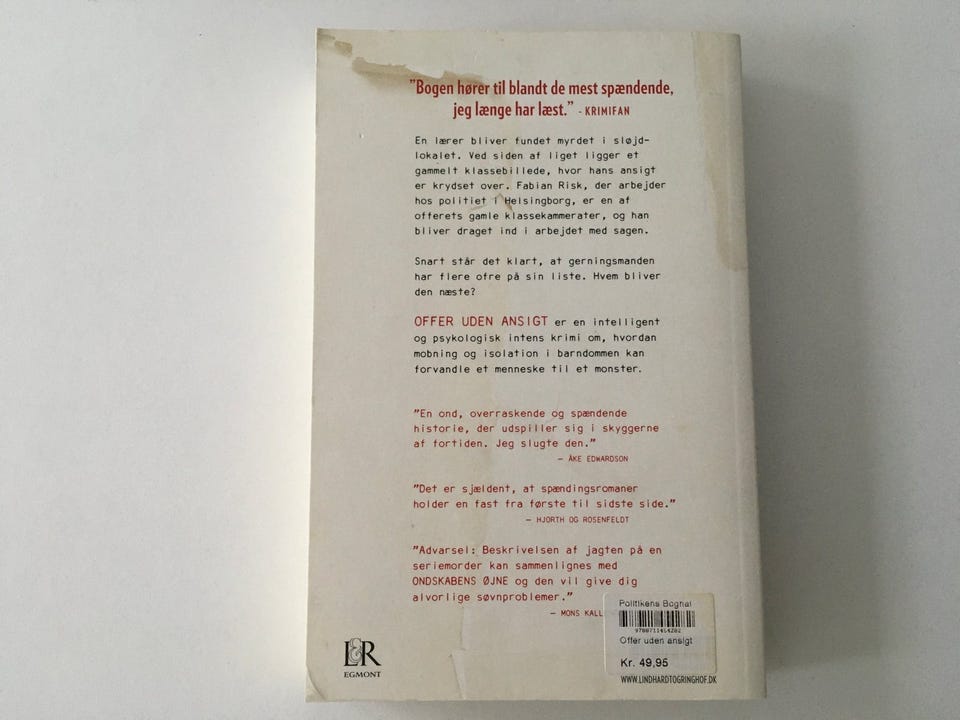 "Bogen hører til blandt de mest spændende,
jeg længe har læst." - KRIMIFAN
En lærer bliver fundet myrdet i sløjd-
lokalet. Ved siden af liget ligger et
gammelt klassebillede, hvor hans ansigt
er krydset over. Fabian Risk, der arbejder
hos politiet i Helsingborg, er en af
offerets gamle klassekammerater, og han
bliver draget ind i arbejdet med sagen.
Snart står det klart, at gerningsmanden
har flere ofre på sin liste. Hvem bliver
den næste?
OFFER UDEN ANSIGT er en intelligent
og psykologisk intens krimi om, hvordan
mobning og isolation i barndommen kan
forvandle et menneske til et monster.
"En ond, overraskende og spændende
historie, der udspiller sig i skyggerne
af fortiden. Jeg slugte den."
– ÅKE EDWARDSON
"Det er sjældent, at spændingsromaner
holder en fast fra første til sidste side."
– HJORTH OG ROSENFELDT
"Advarsel: Beskrivelsen af jagten på en
seriemorder kan sammenlignes med
ONDSKABENS ØJNE og den vil give dig
alvorlige søvnproblemer."
– MONS KALL
Politikens Boghal
Offer uden ansigt
Kr. 49,95
WWW.LINDHARDTOGRINGHOF.DK
L&R
EGMONT